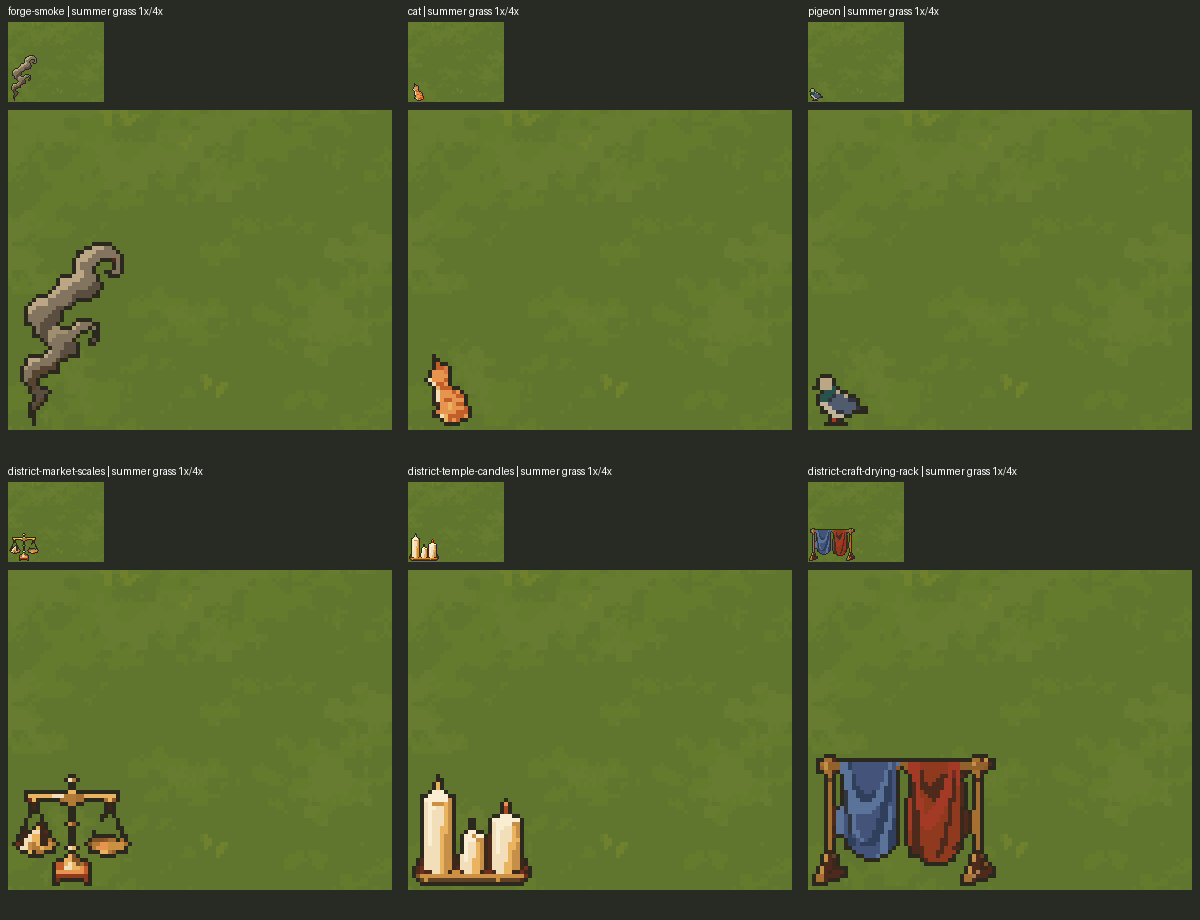 forge-smoke | summer grass 1x/4x
cat | summer grass 1x/4x
pigeon | summer grass 1x/4x
district-market-scales | summer grass 1x/4x
district-temple-candles | summer grass 1x/4x
district-craft-drying-rack | summer grass 1x/4x